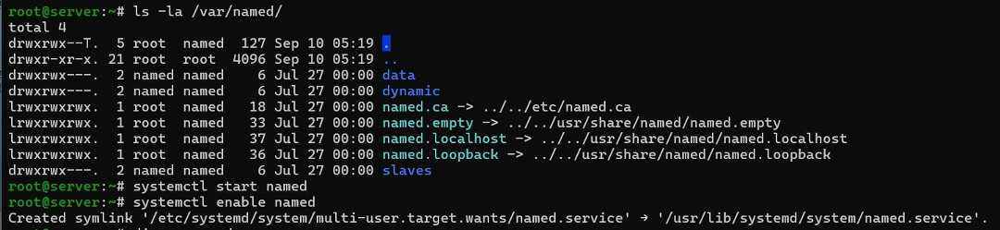 root@server:~# ls -la /var/named/
total 4
drwxrwx--T.  5 root  named  127 Sep 10 05:19 .
drwxr-xr-x. 21 root  root  4096 Sep 10 05:19 ..
drwxrwx---.  2 named named    6 Jul 27 00:00 data
drwxrwx---.  2 named named    6 Jul 27 00:00 dynamic
lrwxrwxrwx.  1 root  named   18 Jul 27 00:00 named.ca -> ../../etc/named.ca
lrwxrwxrwx.  1 root  named   33 Jul 27 00:00 named.empty -> ../../usr/share/named/named.empty
lrwxrwxrwx.  1 root  named   37 Jul 27 00:00 named.localhost -> ../../usr/share/named/named.localhost
lrwxrwxrwx.  1 root  named   36 Jul 27 00:00 named.loopback -> ../../usr/share/named/named.loopback
drwxrwx---.  2 named named    6 Jul 27 00:00 slaves
root@server:~# systemctl start named
root@server:~# systemctl enable named
Created symlink '/etc/systemd/system/multi-user.target.wants/named.service' → '/usr/lib/systemd/system/named.service'.